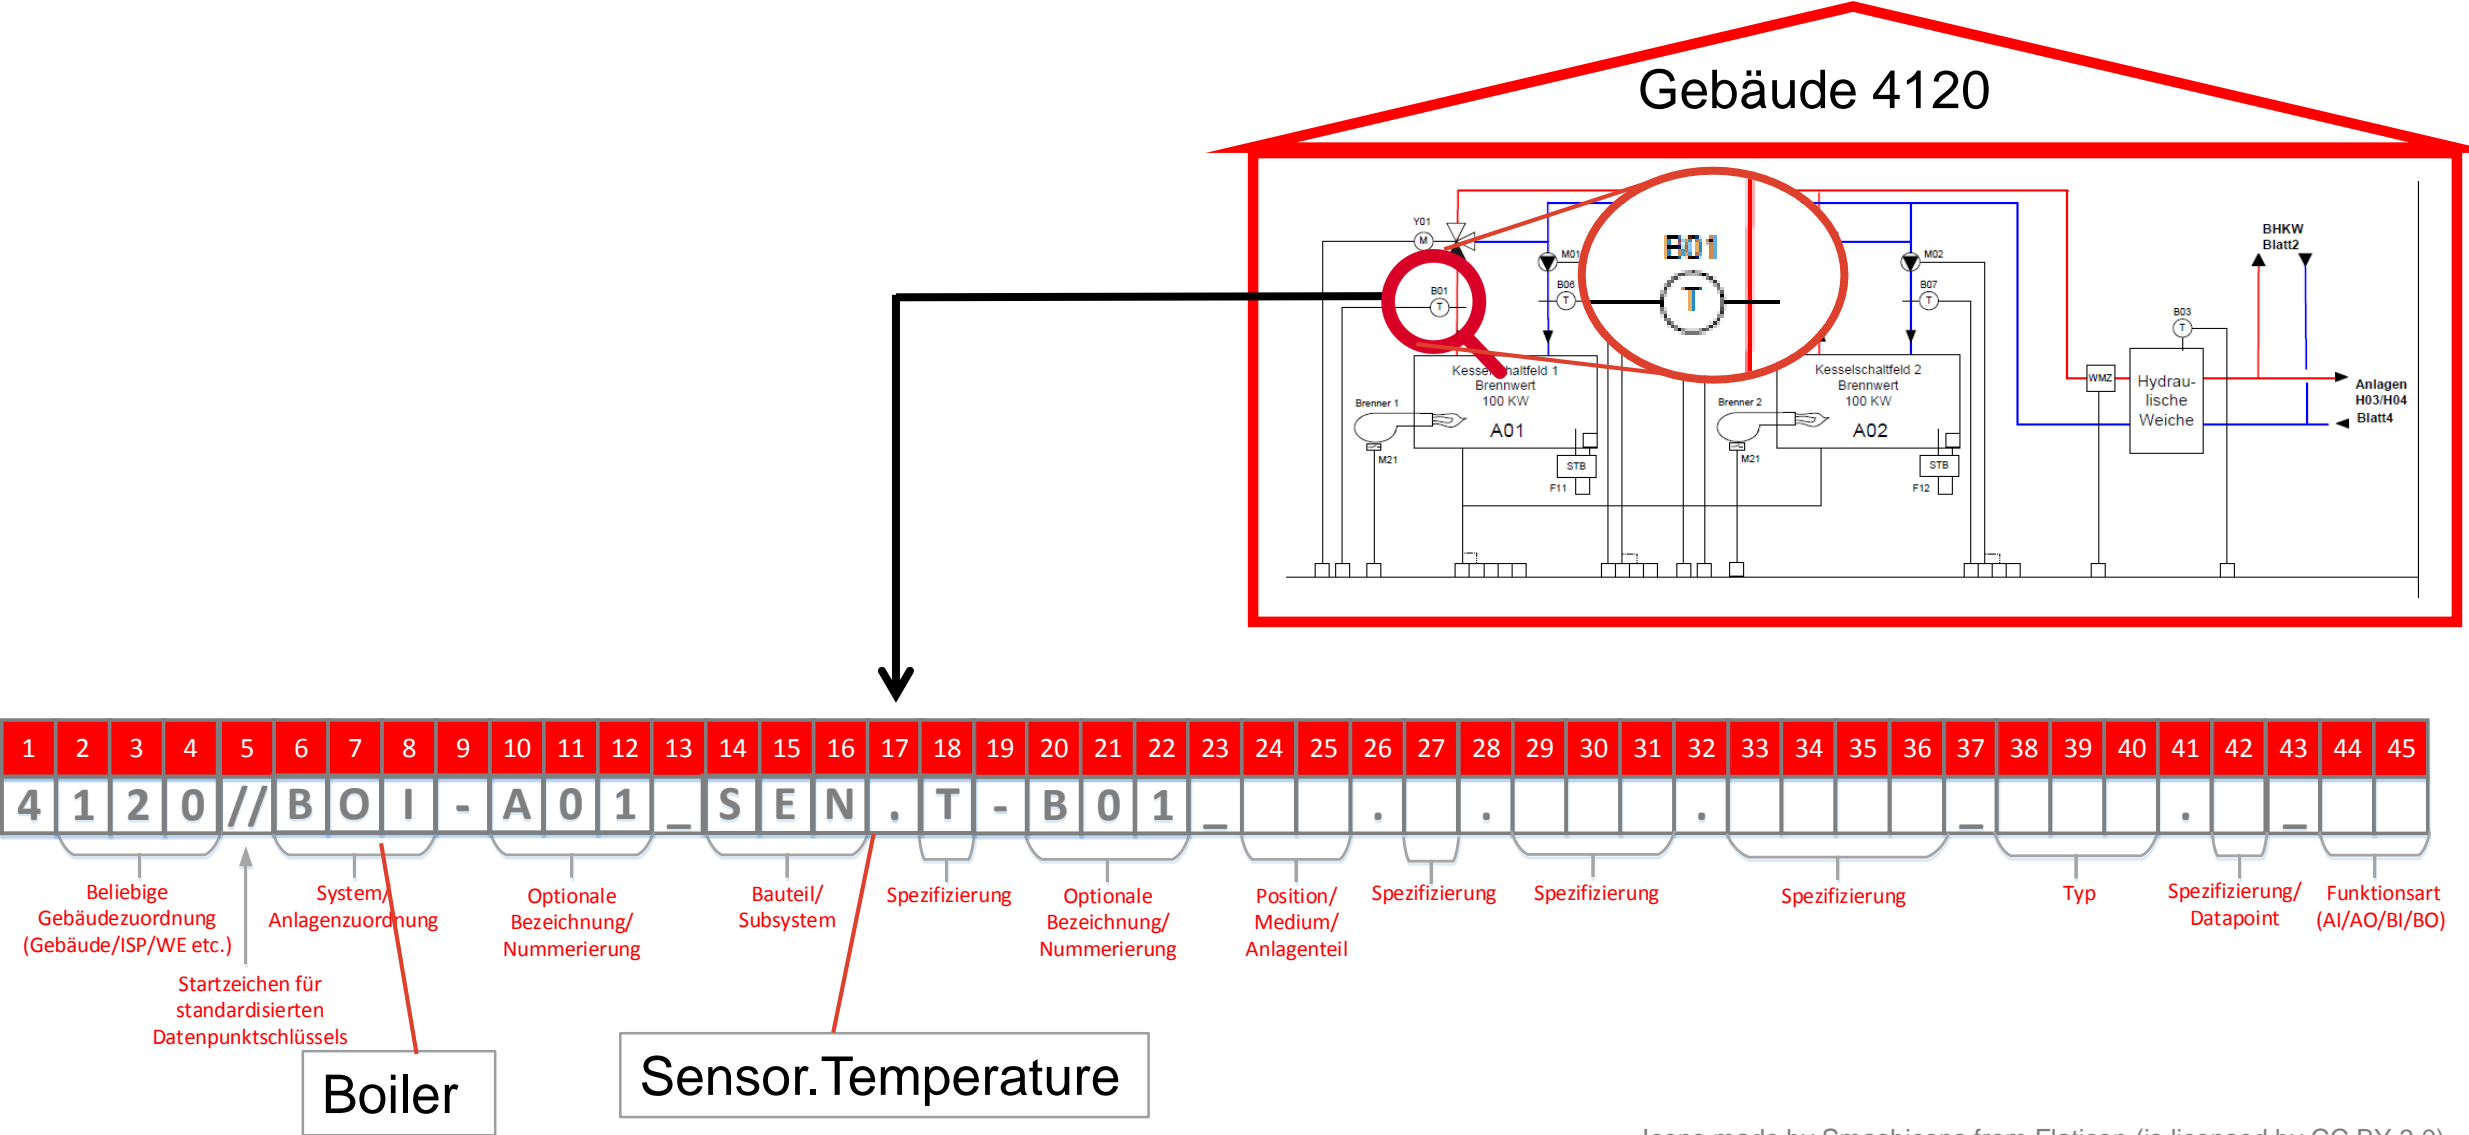 Gebäude 4120
Y01
M
B01
T
M01
B06
T
B01
T
M02
B07
T
BHKW
Blatt2
B03
T
WMZ
Hydrau-
lische
Weiche
Anlagen
H03/H04
Blatt4
Brennwert
100 KW
A01
Brenner 1
M21
STB
F11
Kesselschaltfeld 2
Brennwert
100 KW
A02
Brenner 2
M21
STB
F12
1 2 3 4 5 6 7 8 9 10 11 12 13 14 15 16 17 18 19 20 21 22 23 24 25 26 27 28 29 30 31 32 33 34 35 36 37 38 39 40 41 42 43 44 45
4 1 2 0 // B O I - A 0 1 _ S E N . T - B 0 1 _ . . . _ . _
Beliebige
Gebäudezuordnung
(Gebäude/ISP/WE etc.)
Startzeichen für
standardisierten
Datenpunktschlüssels
System/
Anlagenzuordnung
Optionale
Bezeichnung/
Nummerierung
Bauteil/
Subsystem
Spezifizierung
Optionale
Bezeichnung/
Nummerierung
Position/
Medium/
Anlagenteil
Spezifizierung
Spezifizierung
Spezifizierung
Typ
Spezifizierung/
Datapoint
Funktionsart
(AI/AO/BI/BO)
Boiler
Sensor.Temperature